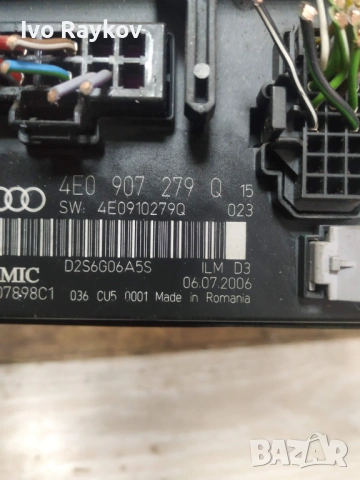 Ivo Raykov
4E0 907 279 Q 15
SW: 4E0910279Q 023
D2S6G06A5S ILM D3
MIC 06.07.2006
07898C1 036 CU5 0001 Made in Romania
BAZAR